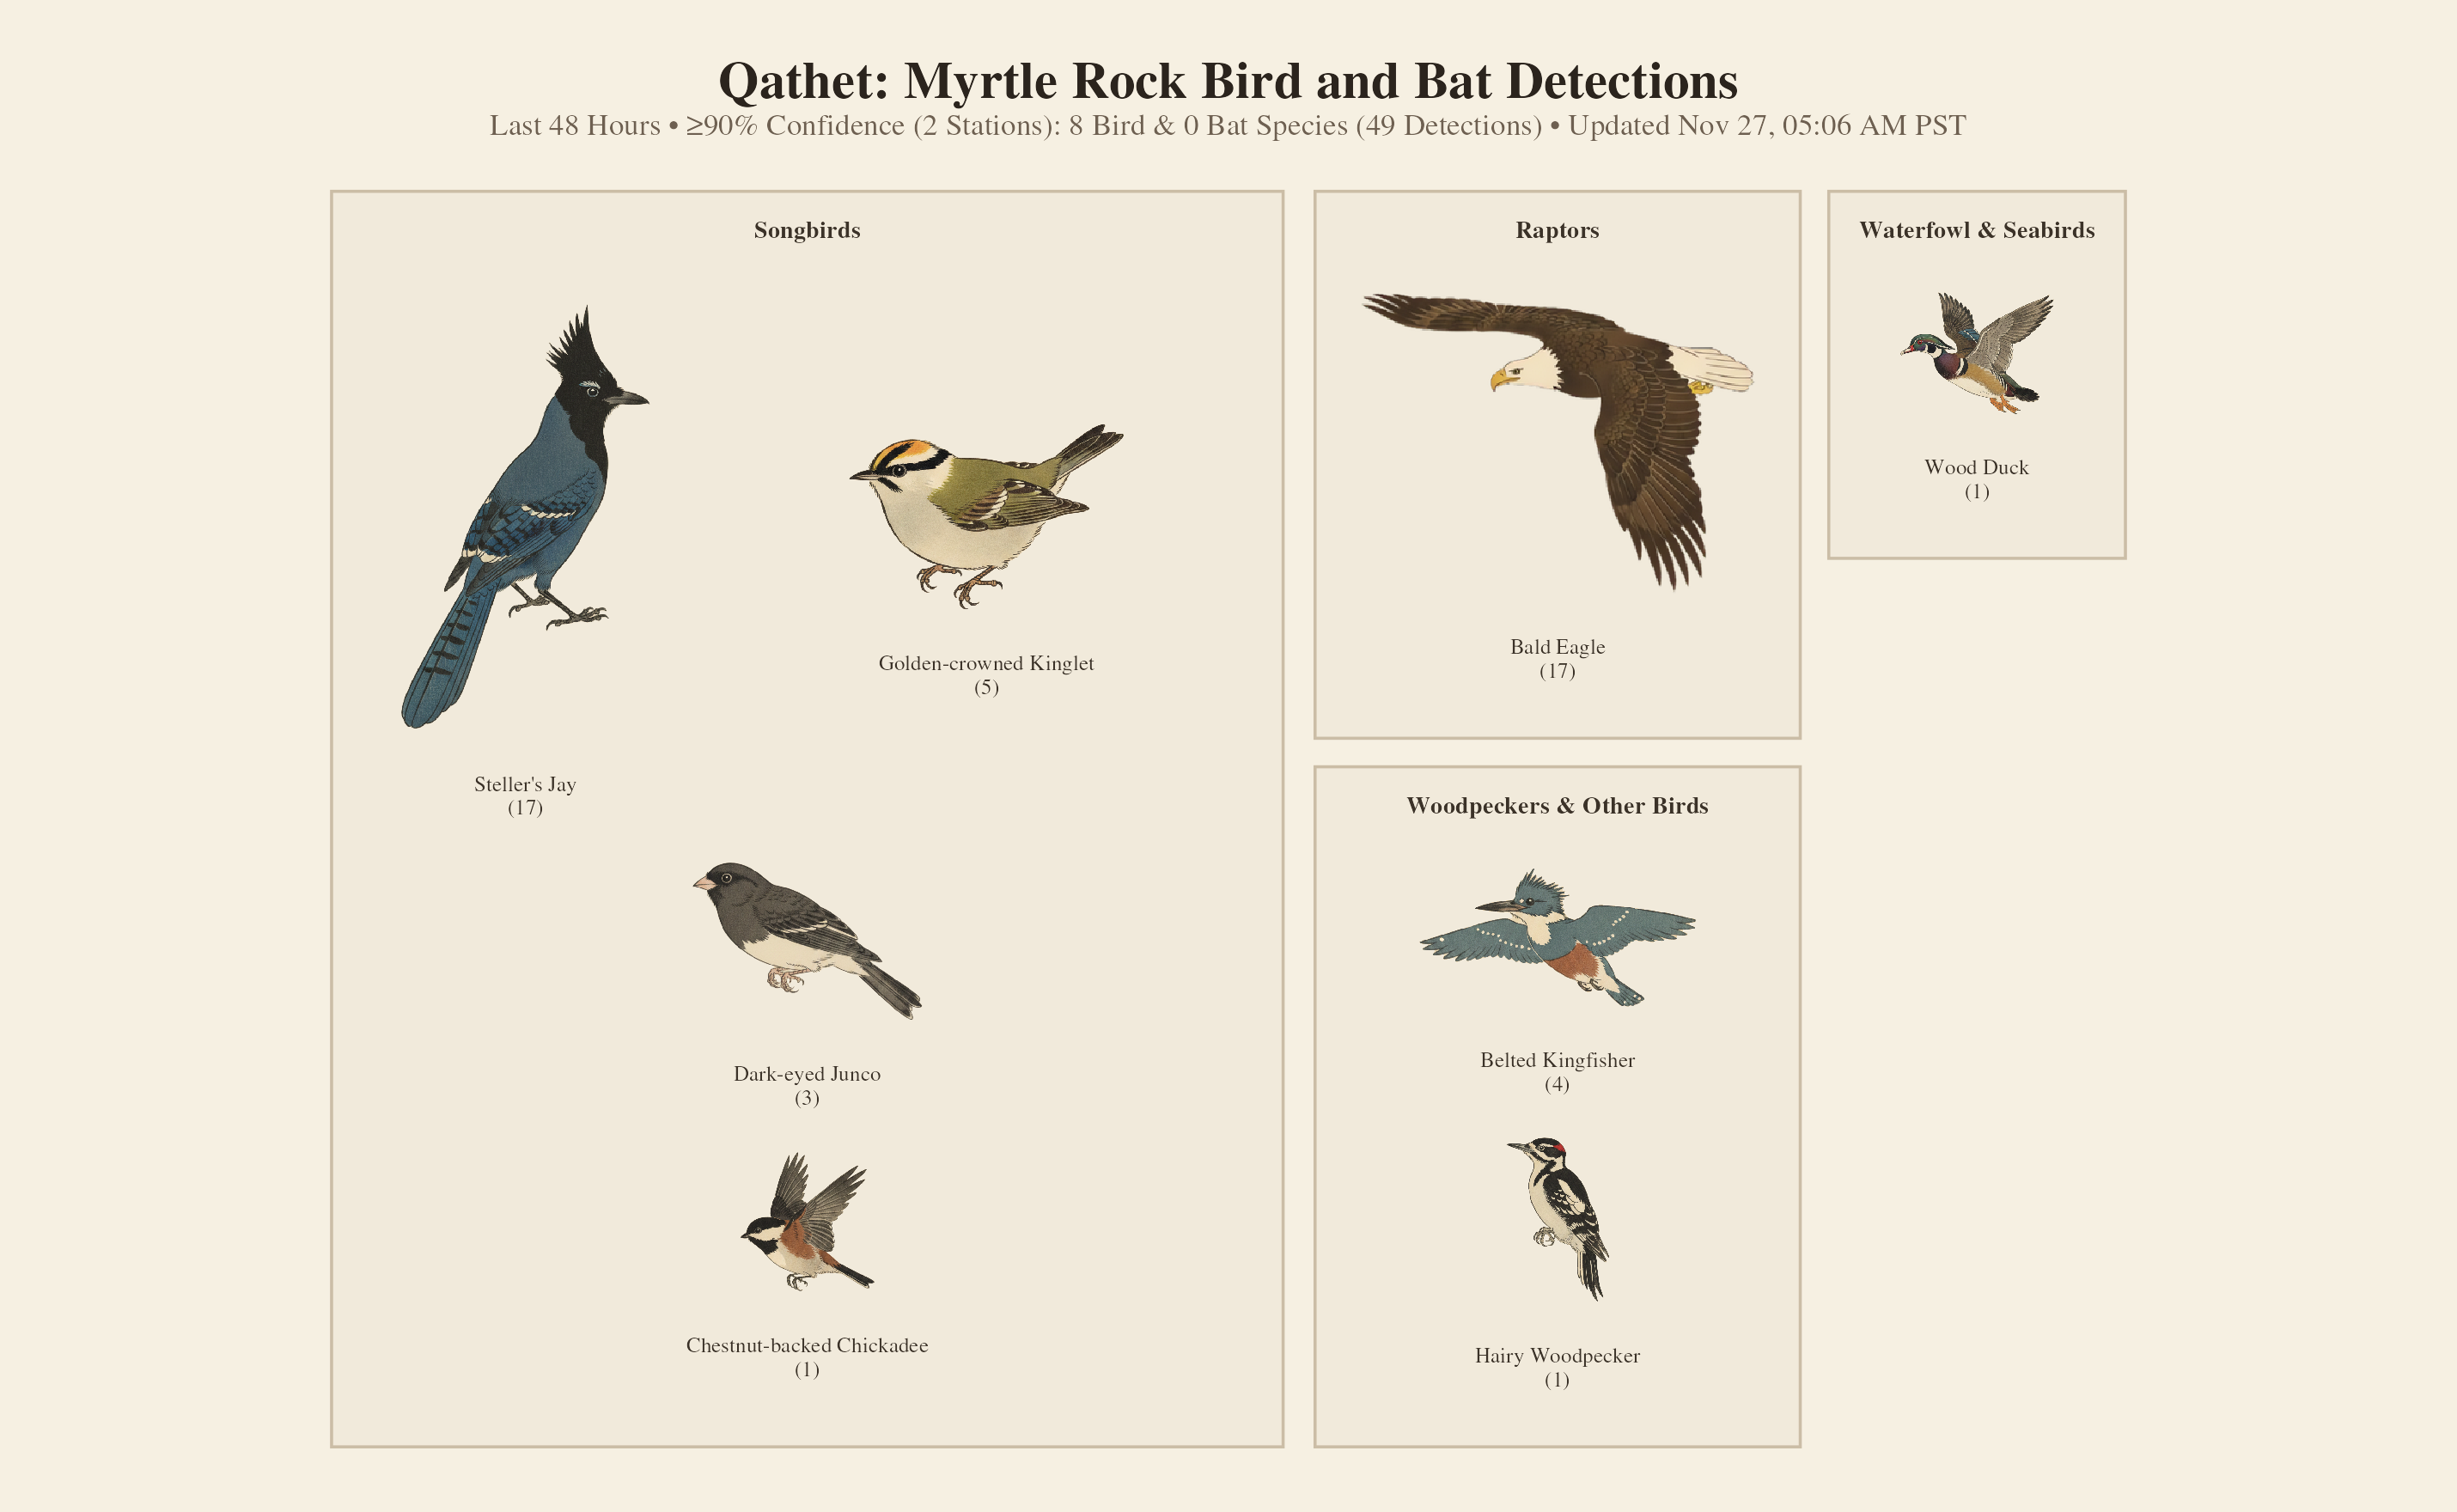 Qathet: Myrtle Rock Bird and Bat Detections
Last 48 Hours • ≥90% Confidence (2 Stations): 8 Bird & 0 Bat Species (49 Detections) • Updated Nov 27, 05:06 AM PST
Songbirds
Steller's Jay
(17)
Golden-crowned Kinglet
(5)
Dark-eyed Junco
(3)
Chestnut-backed Chickadee
(1)
Raptors
Bald Eagle
(17)
Woodpeckers & Other Birds
Belted Kingfisher
(4)
Hairy Woodpecker
(1)
Waterfowl & Seabirds
Wood Duck
(1)